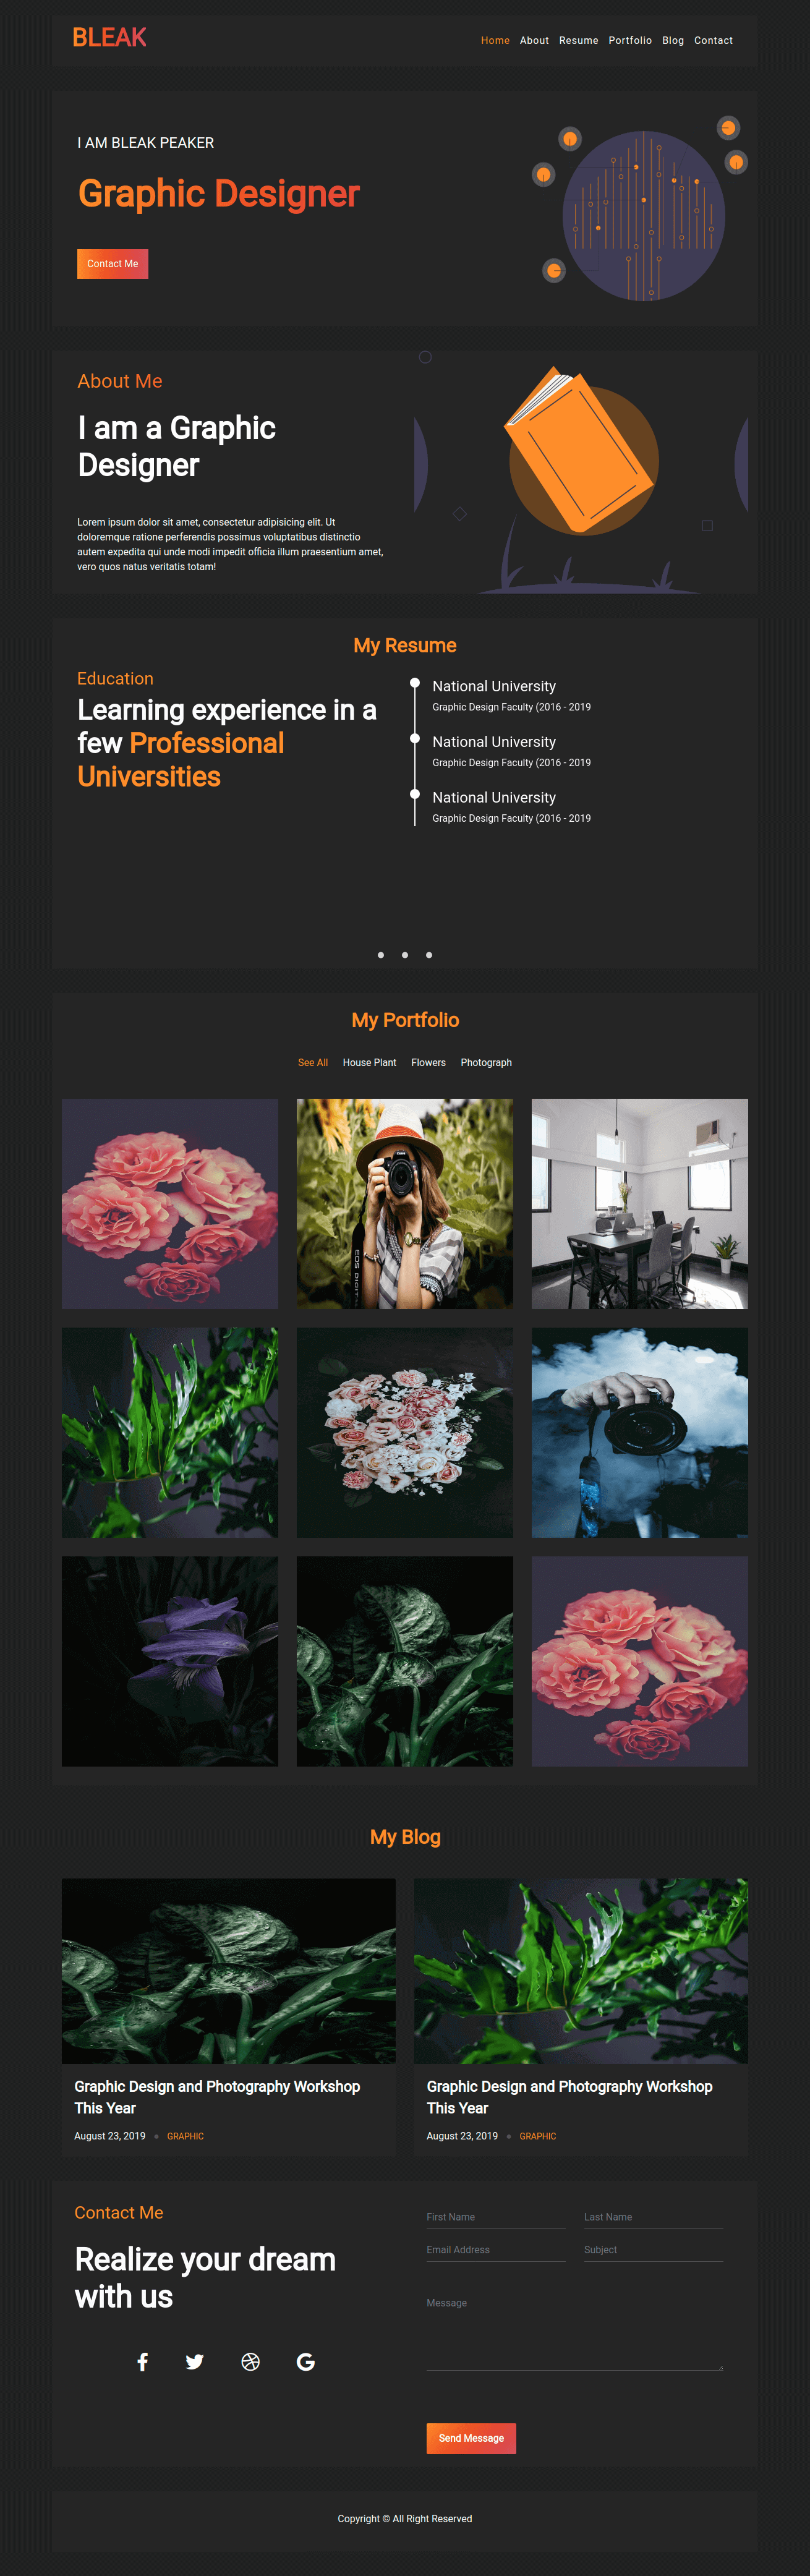 BLEAK
Home About Resume Portfolio Blog Contact
I AM BLEAK PEAKER
Graphic Designer
Contact Me
About Me
I am a Graphic
Designer
Lorem ipsum dolor sit amet, consectetur adipisicing elit. Ut
doloremque ratione perferendis possimus voluptatibus distinctio
autem expedita qui unde modi impedit officia illum praesentium amet,
vero quos natus veritatis totam!
My Resume
Education
Learning experience in a
few Professional
Universities
National University
Graphic Design Faculty (2016 - 2019
National University
Graphic Design Faculty (2016 - 2019
National University
Graphic Design Faculty (2016 - 2019
My Portfolio
See All House Plant Flowers Photograph
Canon
EOS DIGITAL
My Blog
Graphic Design and Photography Workshop
This Year
August 23, 2019 GRAPHIC
Graphic Design and Photography Workshop
This Year
August 23, 2019 GRAPHIC
Contact Me
Realize your dream
with us
First Name Last Name
Email Address Subject
Message
Send Message
Copyright © All Right Reserved